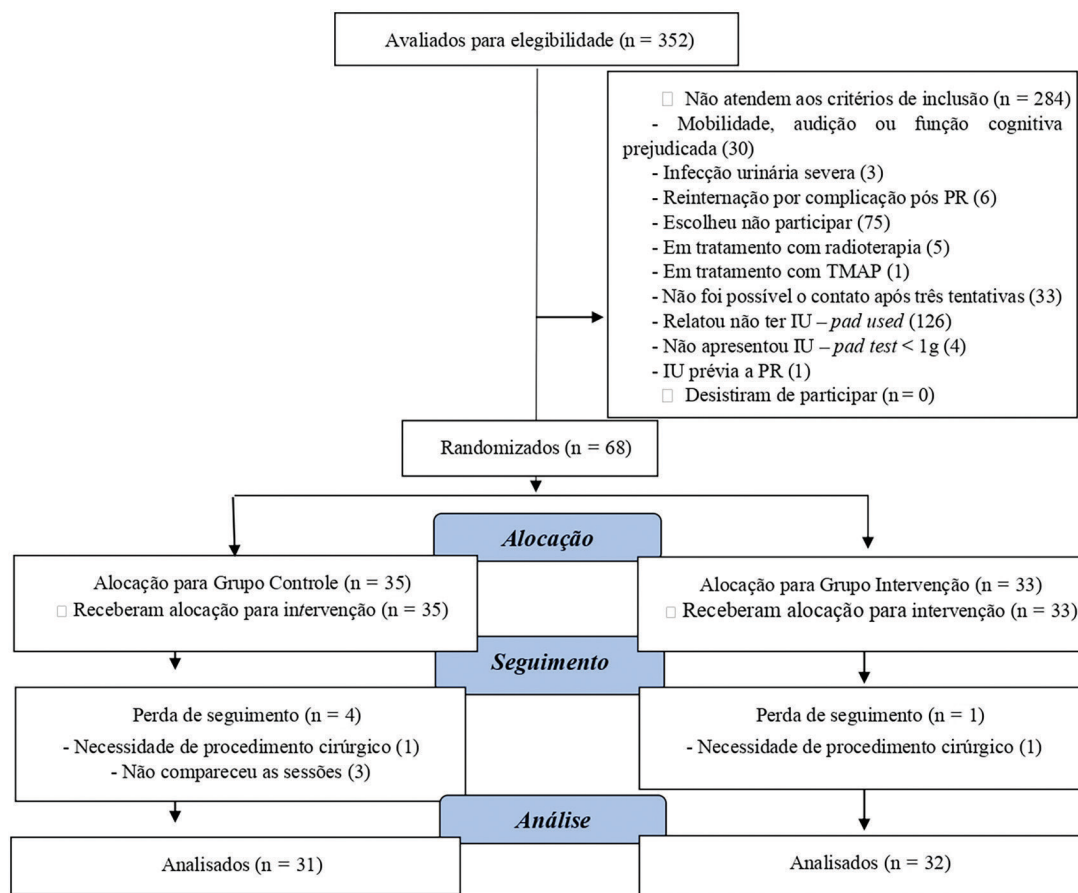 Avaliados para elegibilidade (n = 352)
□ Não atendem aos critérios de inclusão (n = 284)
- Mobilidade, audição ou função cognitiva
prejudicada (30)
- Infecção urinária severa (3)
- Reinternação por complicação pós PR (6)
- Escolheu não participar (75)
- Em tratamento com radioterapia (5)
- Em tratamento com TMAP (1)
- Não foi possível o contato após três tentativas (33)
- Relatou não ter IU – pad used (126)
- Não apresentou IU – pad test < 1g (4)
- IU prévia a PR (1)
□ Desistiram de participar (n = 0)
Randomizados (n = 68)
Alocação
Alocação para Grupo Controle (n = 35)
□ Receberam alocação para intervenção (n = 35)
Alocação para Grupo Intervenção (n = 33)
□ Receberam alocação para intervenção (n = 33)
Seguimento
Perda de seguimento (n = 4)
- Necessidade de procedimento cirúrgico (1)
- Não compareceu as sessões (3)
Perda de seguimento (n = 1)
- Necessidade de procedimento cirúrgico (1)
Análise
Analisados (n = 31)
Analisados (n = 32)